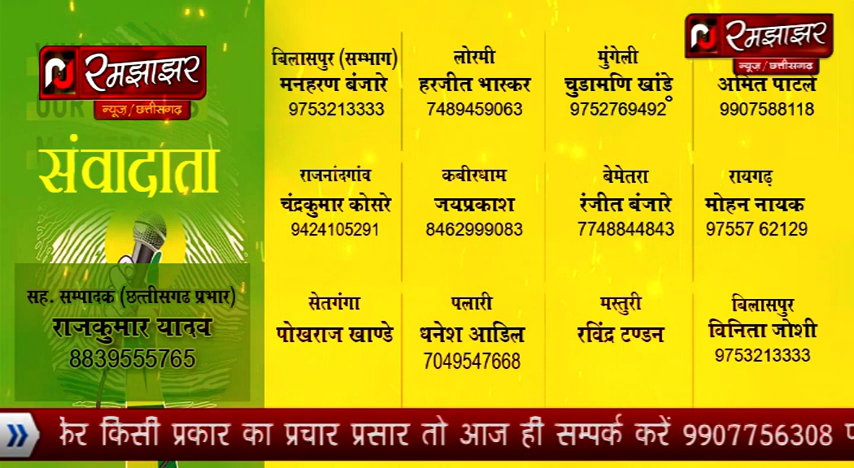 रमझाझर
न्यूज़/छत्तीसगढ़
संवादाता
सह. सम्पादक (छत्तीसगढ प्रभार)
राजकुमार यादव
8839555765
बिलासपुर (सम्भाग)
मनहरण बंजारे
9753213333
लोरमी
हरजीत भास्कर
7489459063
मुंगेली
चुडामणि खांडे
9752769492
रमझाझर
न्यूज़/छत्तीसगढ़
अमित पाटले
9907588118
राजनांदगांव
चंद्रकुमार कोसरे
9424105291
कबीरधाम
जयप्रकाश
8462999083
बेमेतरा
रंजीत बंजारे
7748844843
रायगढ़
मोहन नायक
97557 62129
सेतगंगा
पोखराज खाण्डे
पलारी
धनेश आडिल
7049547668
मस्तुरी
रविंद्र टण्डन
बिलासपुर
विनिता जोशी
9753213333
फेर किसी प्रकार का प्रचार प्रसार तो आज ही सम्पर्क करें 9907756308 प